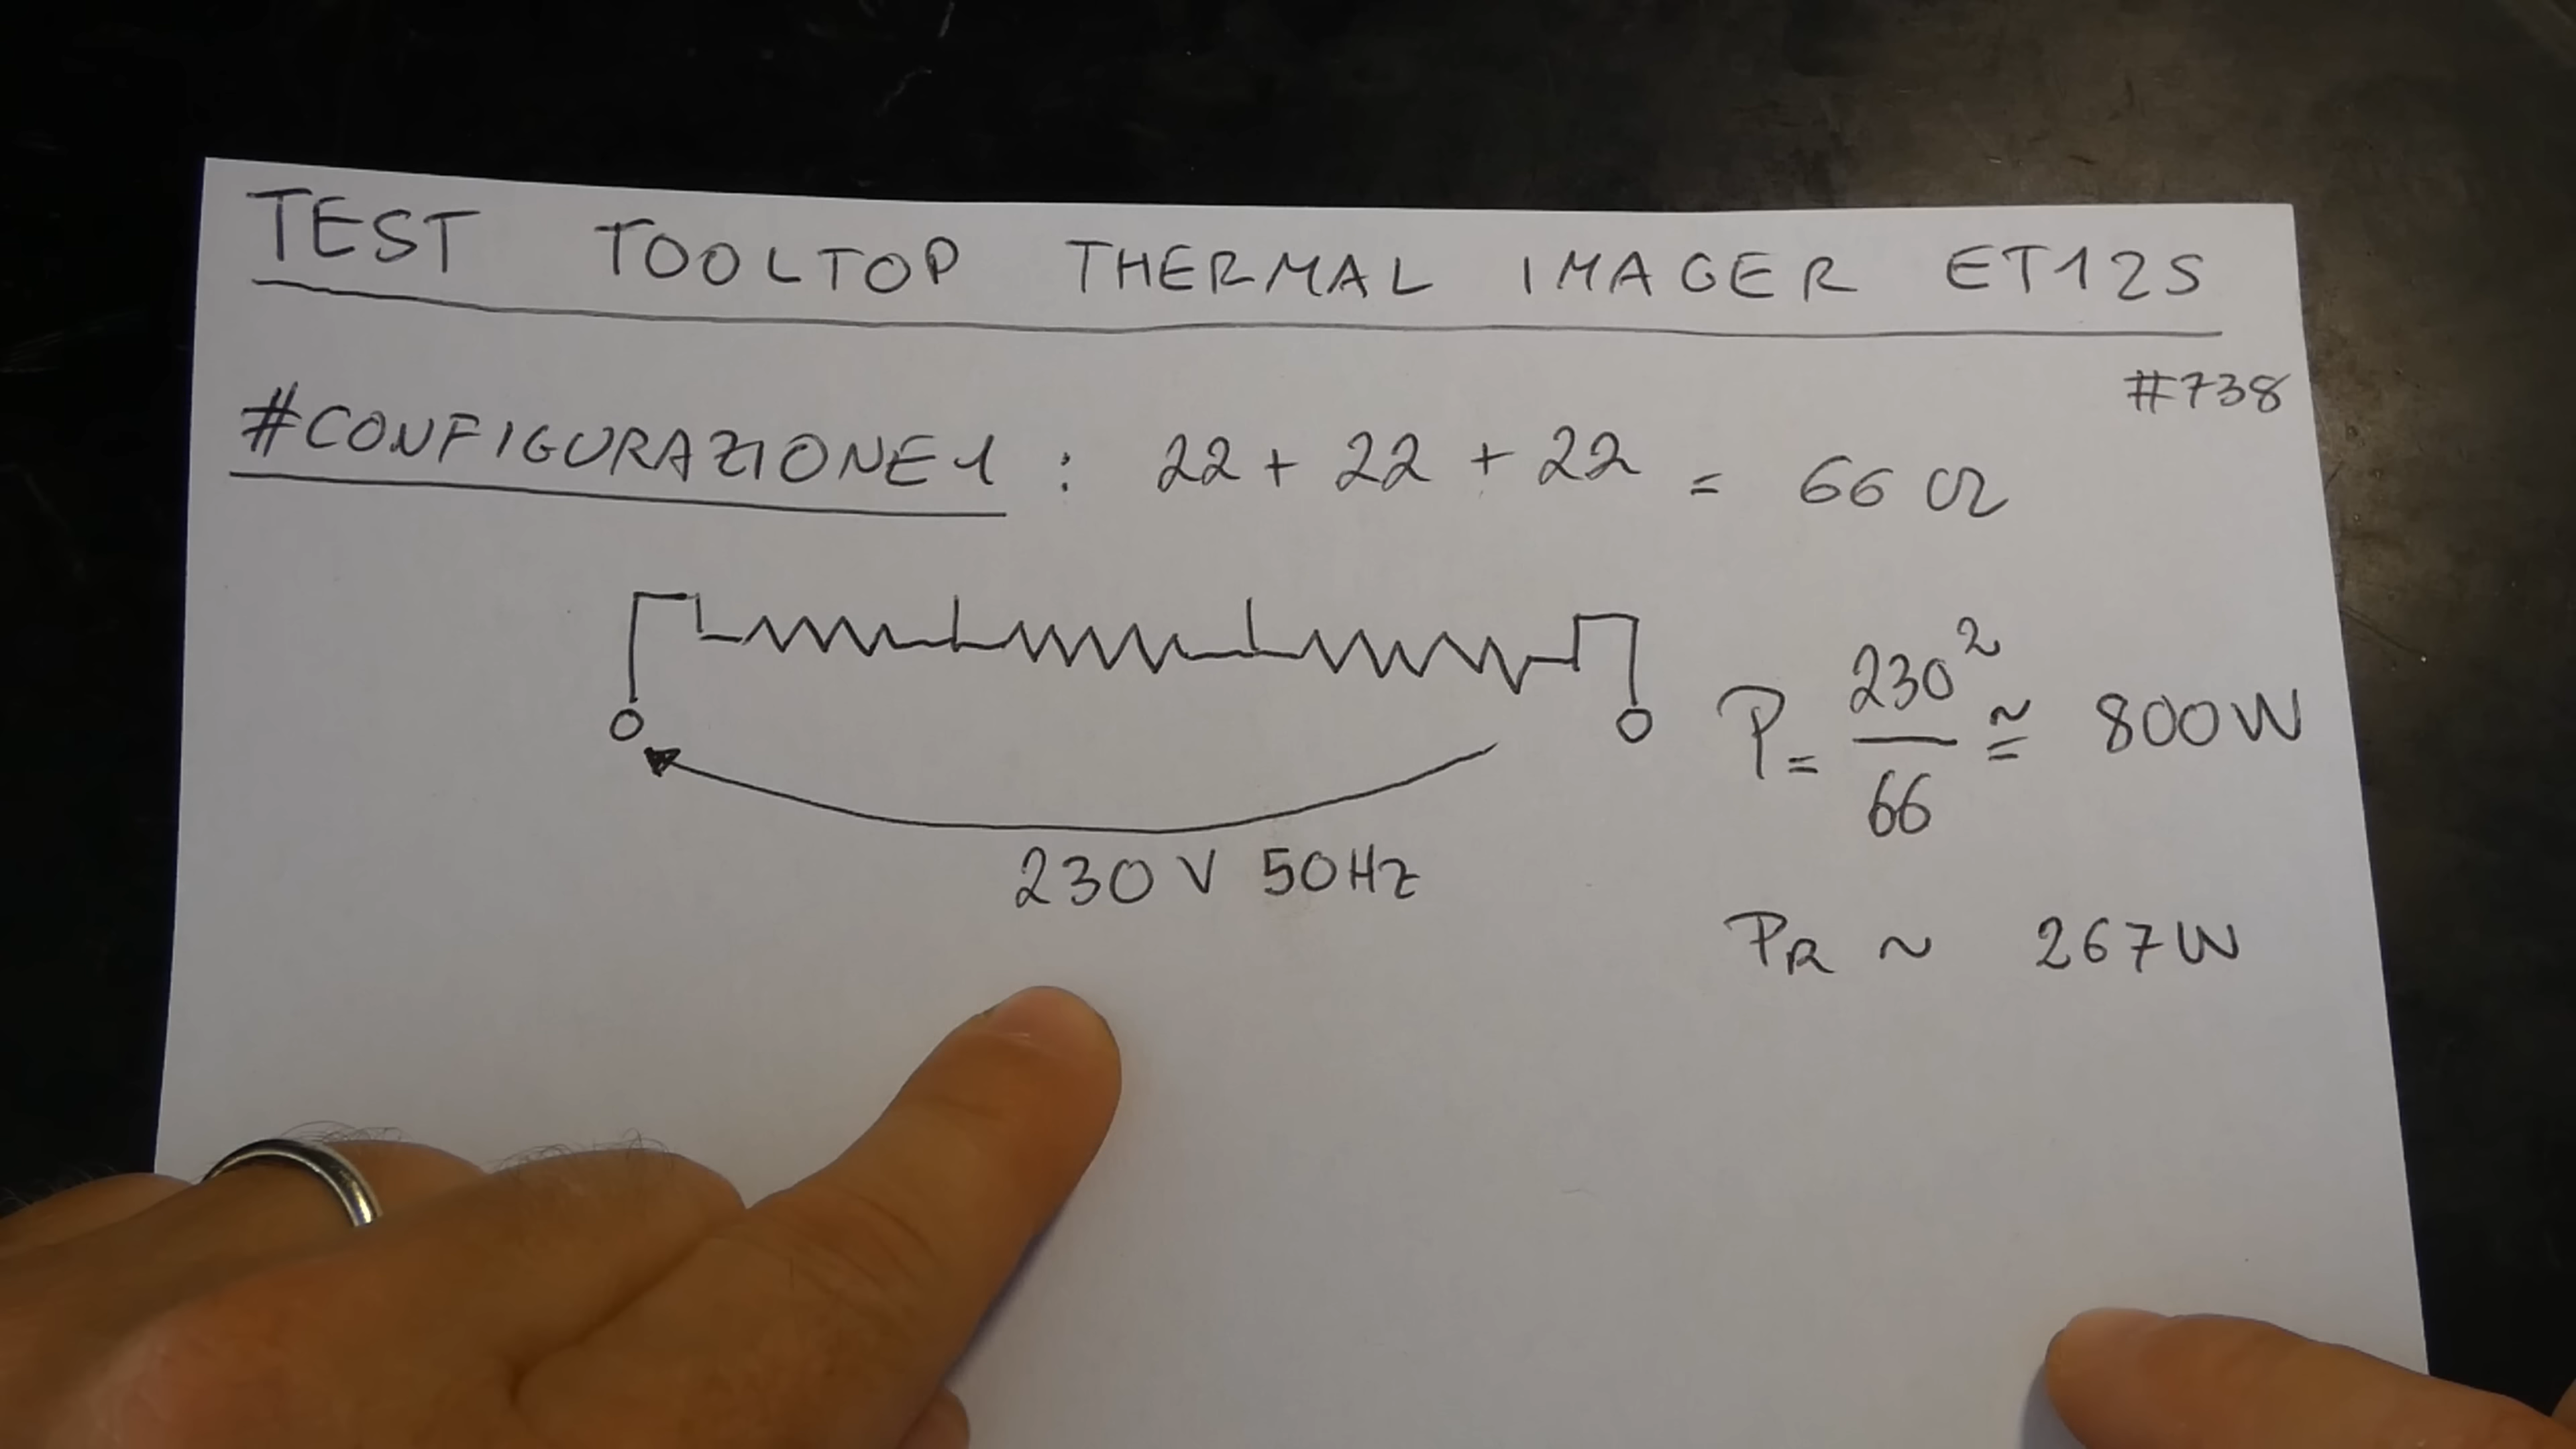 TEST TOOLTOP THERMAL IMAGER ET12S
#738
#CONFIGURAZIONE1 : 22 + 22 + 22 = 66 Ω
P = 230² / 66 ≅ 800W
230 V 50Hz
PR ~ 267W